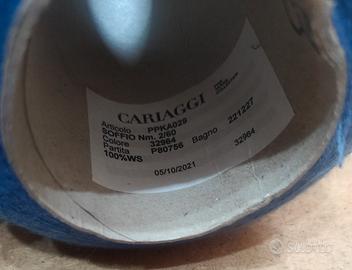 CARIAGGI
Articolo PPKA029
SOFFIO Nm. 2/60
Colore 32964 Bagno 221227
Partita P80756 32964
100%WS
05/10/2021
subito